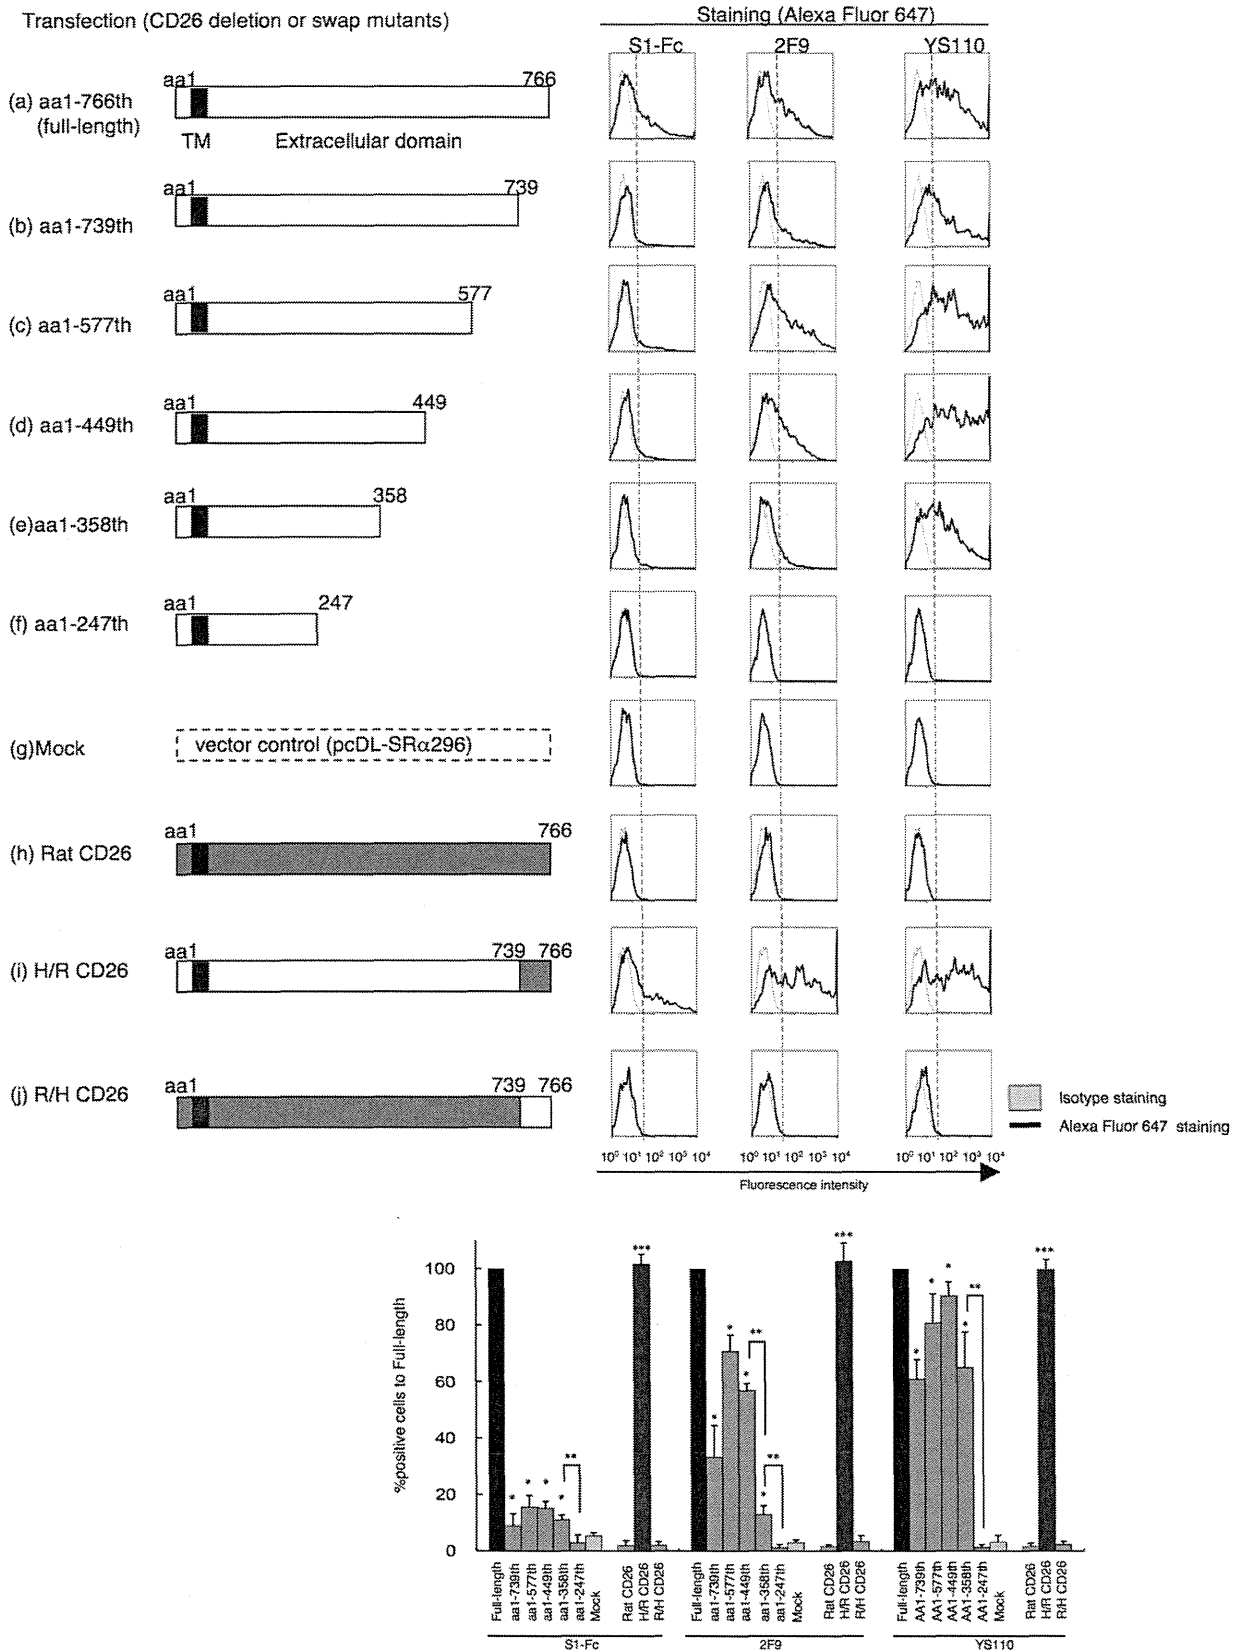 Transfection (CD26 deletion or swap mutants)
Staining (Alexa Fluor 647)
S1-Fc 2F9 YS110
(a) aa1-766th
(full-length)
aa1 766
TM Extracellular domain
(b) aa1-739th
aa1 739
(c) aa1-577th
aa1 577
(d) aa1-449th
aa1 449
(e)aa1-358th
aa1 358
(f) aa1-247th
aa1 247
(g)Mock
vector control (pcDL-SRα296)
(h) Rat CD26
aa1 766
(i) H/R CD26
aa1 739 766
(j) R/H CD26
aa1 739 766
Isotype staining
Alexa Fluor 647 staining
10⁰ 10¹ 10² 10³ 10⁴ 10⁰ 10¹ 10² 10³ 10⁴ 10⁰ 10¹ 10² 10³ 10⁴
Fluorescence intensity
%positive cells to Full-length
100
80
60
40
20
0
* * * * ** ***
* * * ** * ** ***
* * * * ** ***
Full-length aa1-739th aa1-577th aa1-449th aa1-358th aa1-247th Mock Rat CD26 H/R CD26 R/H CD26
Full-length aa1-739th aa1-577th aa1-449th aa1-358th aa1-247th Mock Rat CD26 H/R CD26 R/H CD26
Full-length AA1-739th AA1-577th AA1-449th AA1-358th AA1-247th Mock Rat CD26 H/R CD26 R/H CD26
S1-Fc 2F9 YS110